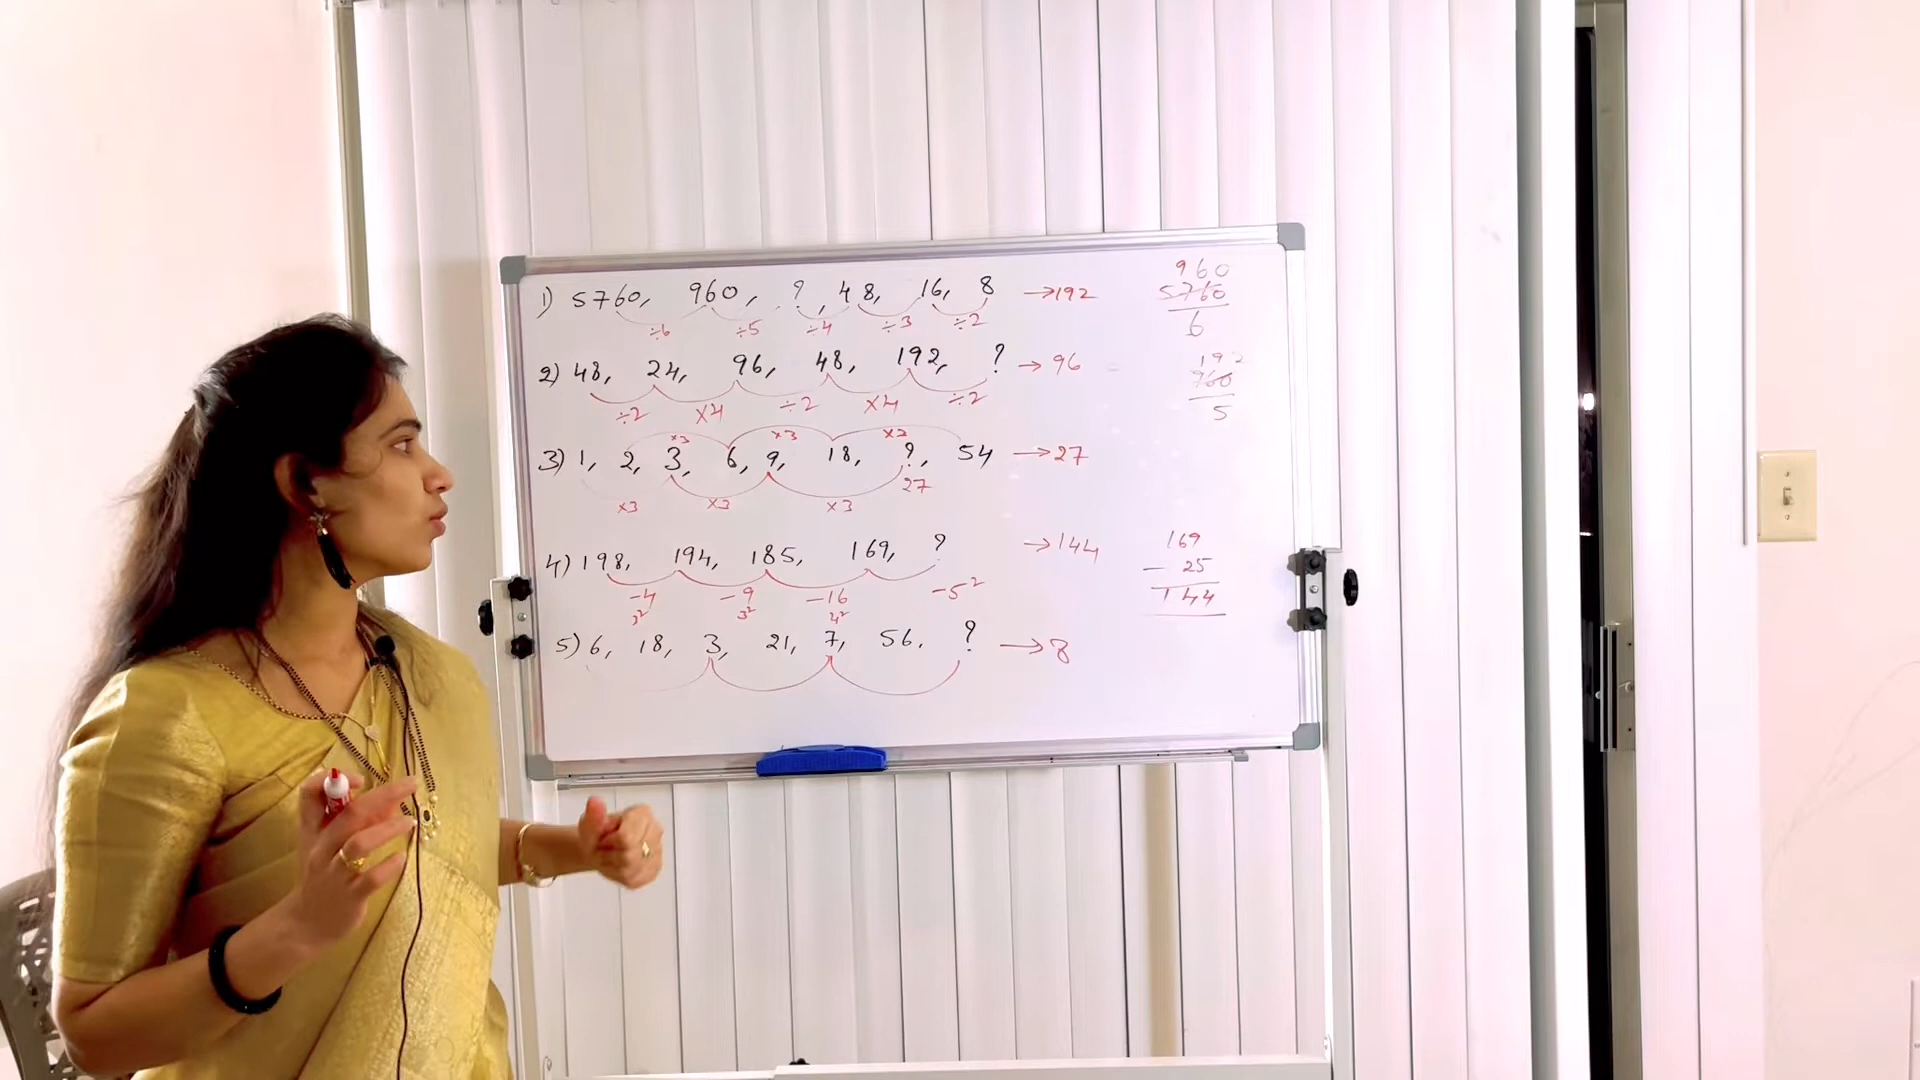 1) 5760, 960, ?, 48, 16, 8 →192
÷6 ÷5 ÷4 ÷3 ÷2
2) 48, 24, 96, 48, 192, ? → 96
÷2 ×4 ÷2 ×4 ÷2
×3 ×3 ×3
3) 1, 2, 3, 6, 9, 18, ?, 54 → 27
27
×3 ×3 ×3
4) 198, 194, 185, 169, ? → 144
-4 -9 -16 -5²
3² 3² 4²
5) 6, 18, 3, 21, 7, 56, ? → 8
960
5760
6
192
960
5
169
- 25
144